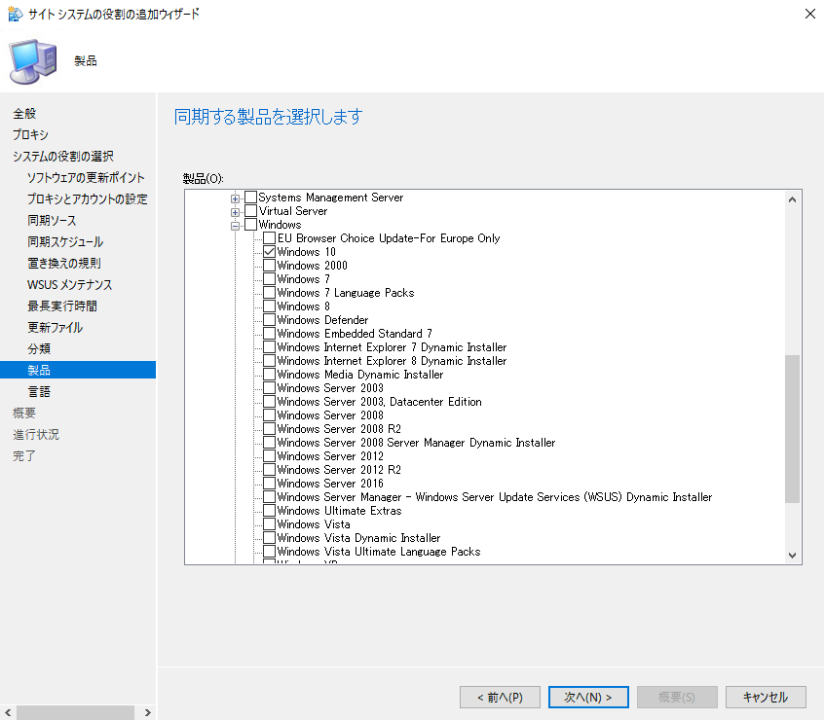 サイト システムの役割の追加ウィザード
製品
全般
プロキシ
システムの役割の選択
ソフトウェアの更新ポイント
プロキシとアカウントの設定
同期ソース
同期スケジュール
置き換えの規則
WSUS メンテナンス
最長実行時間
更新ファイル
分類
製品
言語
概要
進行状況
完了
同期する製品を選択します
製品(O):
Systems Management Server
Virtual Server
Windows
EU Browser Choice Update-For Europe Only
Windows 10
Windows 2000
Windows 7
Windows 7 Language Packs
Windows 8
Windows Defender
Windows Embedded Standard 7
Windows Internet Explorer 7 Dynamic Installer
Windows Internet Explorer 8 Dynamic Installer
Windows Media Dynamic Installer
Windows Server 2003
Windows Server 2003, Datacenter Edition
Windows Server 2008
Windows Server 2008 R2
Windows Server 2008 Server Manager Dynamic Installer
Windows Server 2012
Windows Server 2012 R2
Windows Server 2016
Windows Server Manager - Windows Server Update Services (WSUS) Dynamic Installer
Windows Ultimate Extras
Windows Vista
Windows Vista Dynamic Installer
Windows Vista Ultimate Language Packs
< 前へ(P)
次へ(N) >
概要(S)
キャンセル